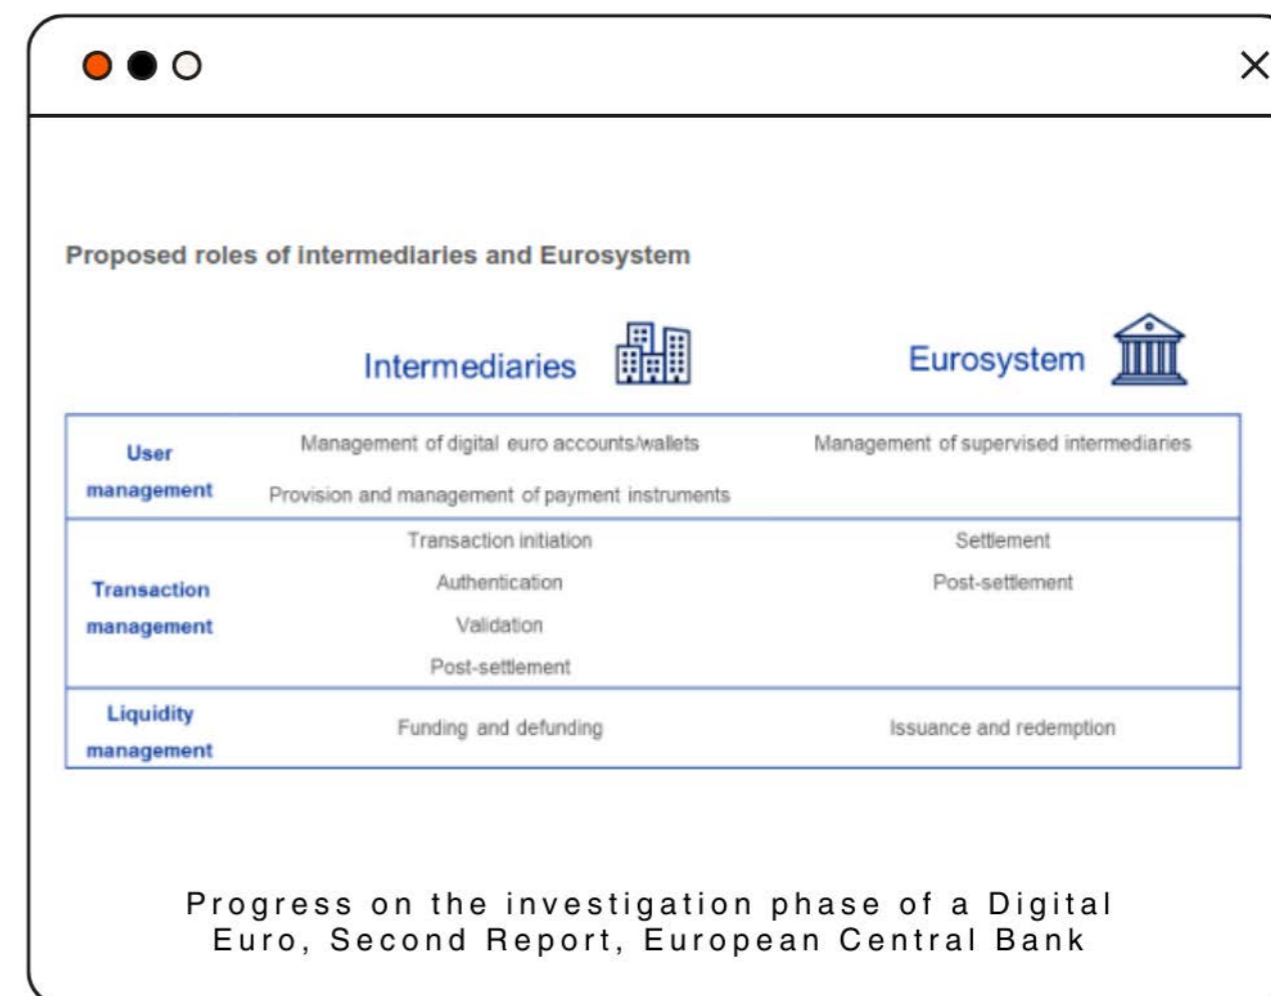 Proposed roles of intermediaries and Eurosystem
Intermediaries
Eurosystem
User
management
Management of digital euro accounts/wallets
Provision and management of payment instruments
Management of supervised intermediaries
Transaction
management
Transaction initiation
Authentication
Validation
Post-settlement
Settlement
Post-settlement
Liquidity
management
Funding and defunding
Issuance and redemption
Progress on the investigation phase of a Digital
Euro, Second Report, European Central Bank